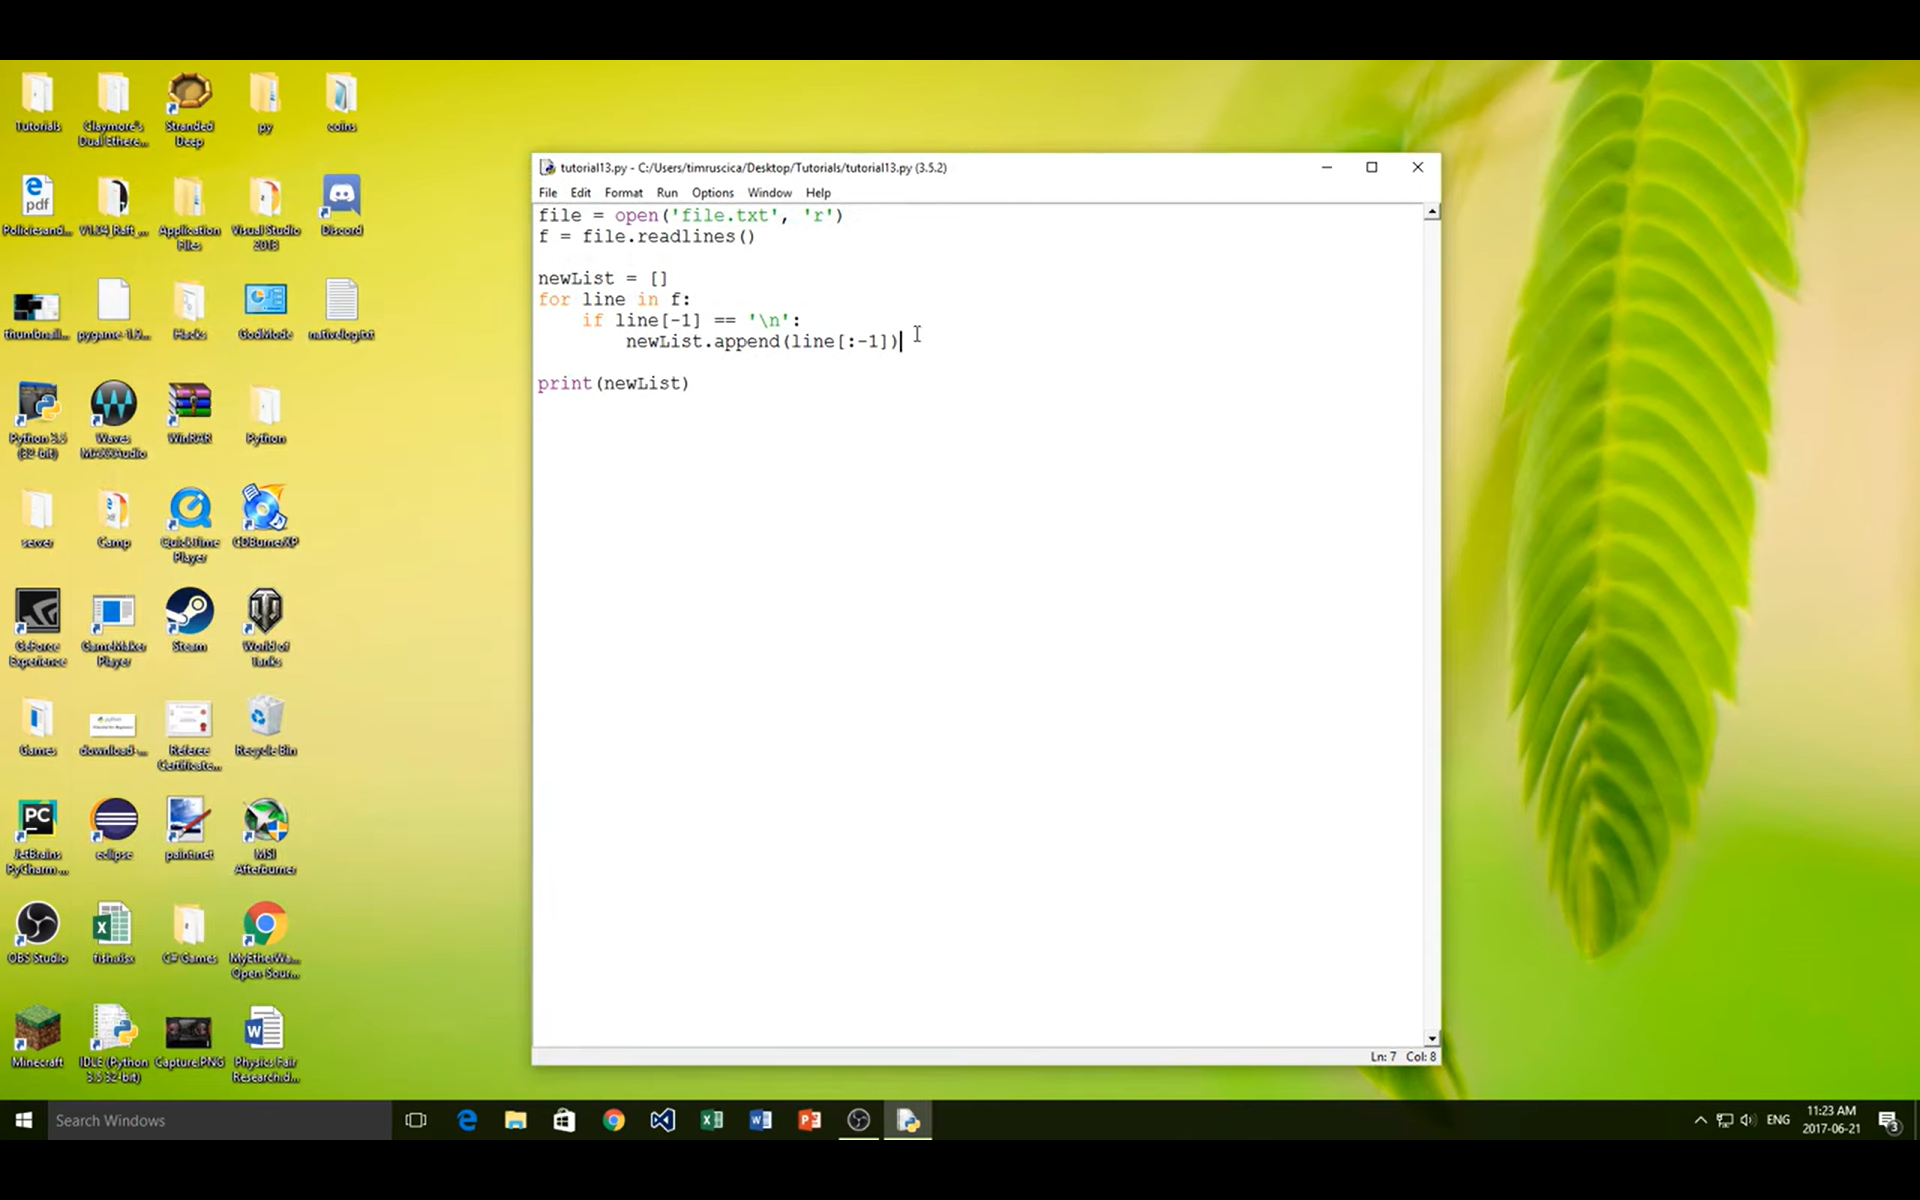 Tutorials
Claymore's
Dual Ethere...
Stranded
Deep
py
coins
Policiesand...
V1.04_Raft_...
Application
Files
Visual Studio
2013
Discord
thumbnail...
pygame-1.9...
Hacks
GodMode
nativelog.txt
Python 3.5
(32-bit)
Waves
MAXXAudio
WinRAR
Python
server
Camp
QuickTime
Player
CDBurnerXP
GeForce
Experience
GameMaker
Player
Steam
World of
Tanks
Games
download-...
Referee
Certificate...
Recycle Bin
JetBrains
PyCharm ...
eclipse
paint.net
MSI
Afterburner
OBS Studio
fish.xlsx
C# Games
MyEtherWa...
Open-Sour...
Minecraft
IDLE (Python
3.5 32-bit)
Capture.PNG
Physics Fair
Research.d...
tutorial13.py - C:/Users/timruscica/Desktop/Tutorials/tutorial13.py (3.5.2)
File Edit Format Run Options Window Help
file = open('file.txt', 'r')
f = file.readlines()
newList = []
for line in f:
if line[-1] == '\n':
newList.append(line[:-1])
print(newList)
Ln: 7 Col: 8
Search Windows
ENG
11:23 AM
2017-06-21
3